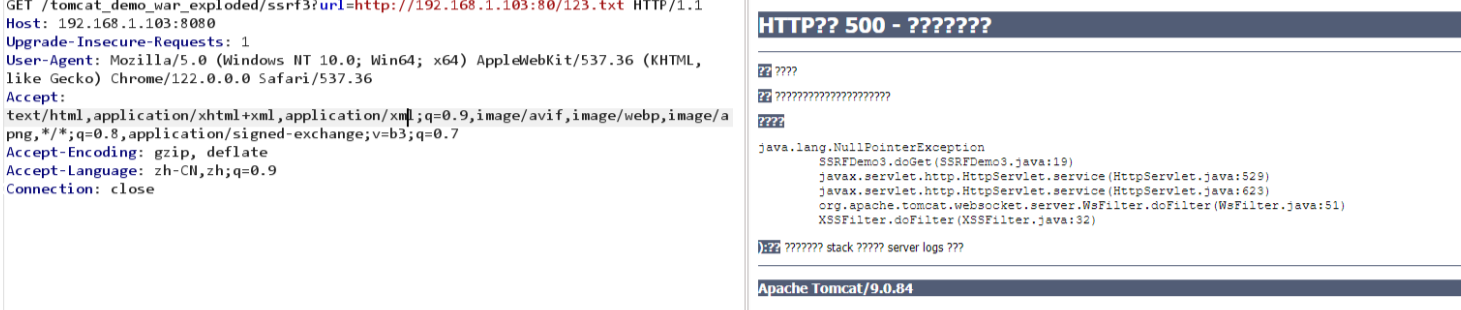 GET /tomcat_demo_war_exploded/ssrf3?url=http://192.168.1.103:80/123.txt HTTP/1.1
Host: 192.168.1.103:8080
Upgrade-Insecure-Requests: 1
User-Agent: Mozilla/5.0 (Windows NT 10.0; Win64; x64) AppleWebKit/537.36 (KHTML,
like Gecko) Chrome/122.0.0.0 Safari/537.36
Accept:
text/html,application/xhtml+xml,application/xml;q=0.9,image/avif,image/webp,image/a
png,*/*;q=0.8,application/signed-exchange;v=b3;q=0.7
Accept-Encoding: gzip, deflate
Accept-Language: zh-CN,zh;q=0.9
Connection: close
HTTP?? 500 - ???????
?? ????
?? ?????????????????????
????
java.lang.NullPointerException
SSRFDemo3.doGet(SSRFDemo3.java:19)
javax.servlet.http.HttpServlet.service(HttpServlet.java:529)
javax.servlet.http.HttpServlet.service(HttpServlet.java:623)
org.apache.tomcat.websocket.server.WsFilter.doFilter(WsFilter.java:51)
XSSFilter.doFilter(XSSFilter.java:32)
):?? ??????? stack ????? server logs ???
Apache Tomcat/9.0.84